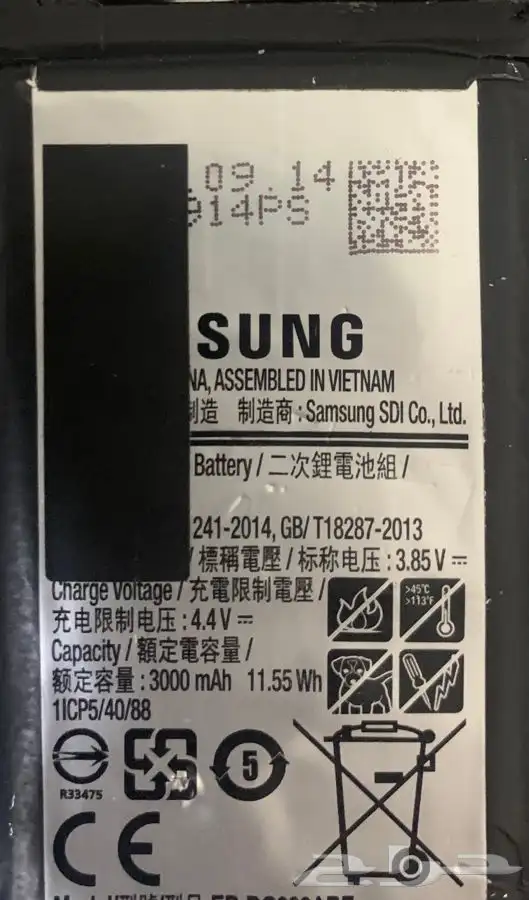 .09.14
914PS
SUNG
NA, ASSEMBLED IN VIETNAM
制造 製造商 : Samsung SDI Co., Ltd.
Battery / 二次鋰電池組 /
241-2014, GB/ T18287-2013
/ 標稱電壓 / 标称电压 : 3.85 V
Charge Voltage / 充電限制電壓 /
充电限制电压 : 4.4 V
>45°C
>113°F
Capacity / 額定電容量 /
额定容量 : 3000 mAh 11.55 Wh
1ICP5/40/88
5
R33475
CE